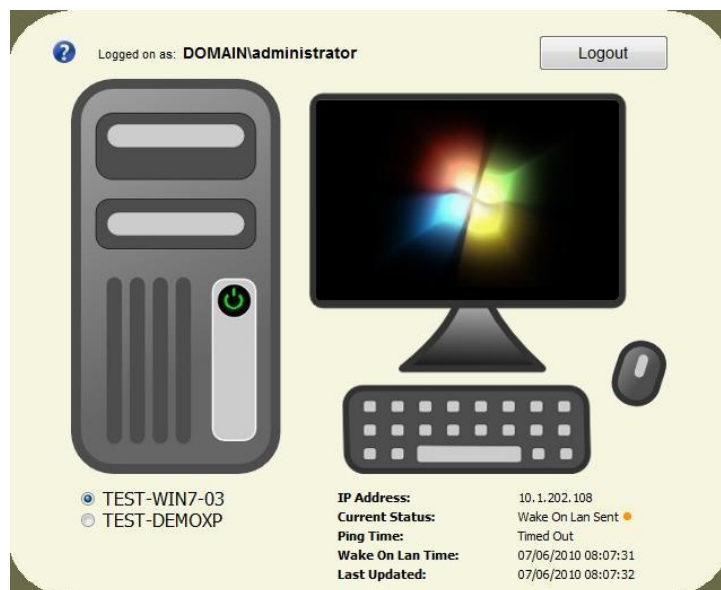 ? Logged on as: DOMAIN\administrator Logout
TEST-WIN7-03
TEST-DEMOXP
IP Address: 10.1.202.108
Current Status: Wake On Lan Sent
Ping Time: Timed Out
Wake On Lan Time: 07/06/2010 08:07:31
Last Updated: 07/06/2010 08:07:32